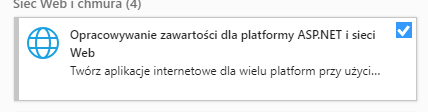 Sieć Web i chmura (4)
Opracowywanie zawartości dla platformy ASP.NET i sieci
Web
Twórz aplikacje internetowe dla wielu platform przy użyci...